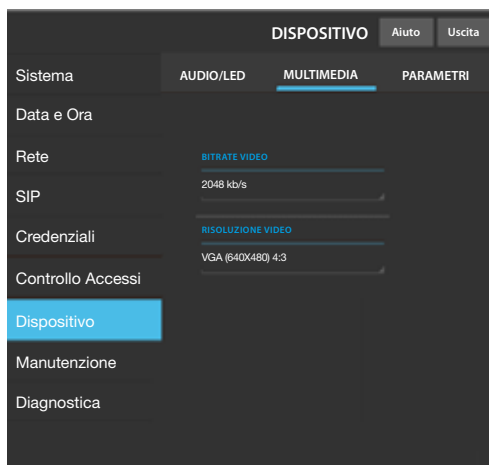 DISPOSITIVO Aiuto Uscita
Sistema
Data e Ora
Rete
SIP
Credenziali
Controllo Accessi
Dispositivo
Manutenzione
Diagnostica
AUDIO/LED MULTIMEDIA PARAMETRI
BITRATE VIDEO
2048 kb/s
RISOLUZIONE VIDEO
VGA (640X480) 4:3